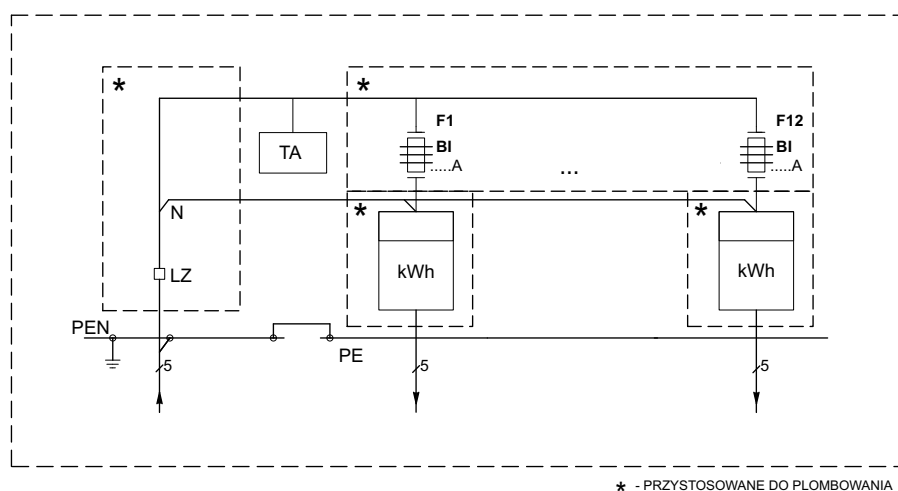 *
*
F1
BI
.....A
F12
BI
.....A
TA
...
N
*
kWh
*
kWh
LZ
PEN
PE
5
5
5
* - PRZYSTOSOWANE DO PLOMBOWANIA